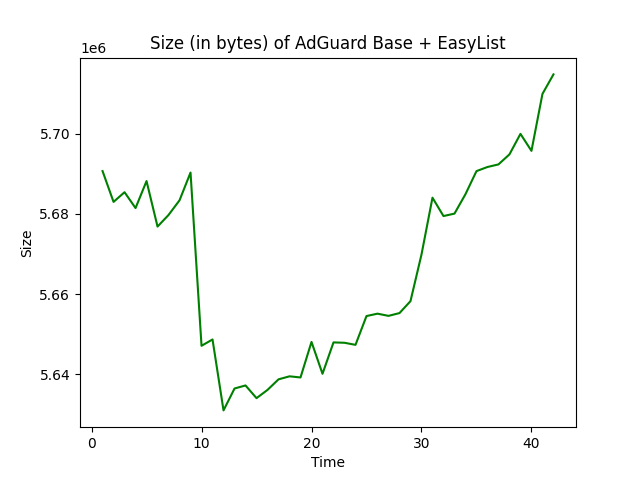 Size (in bytes) of AdGuard Base + EasyList
1e6
5.70
5.68
5.66
5.64
Size
0 10 20 30 40
Time